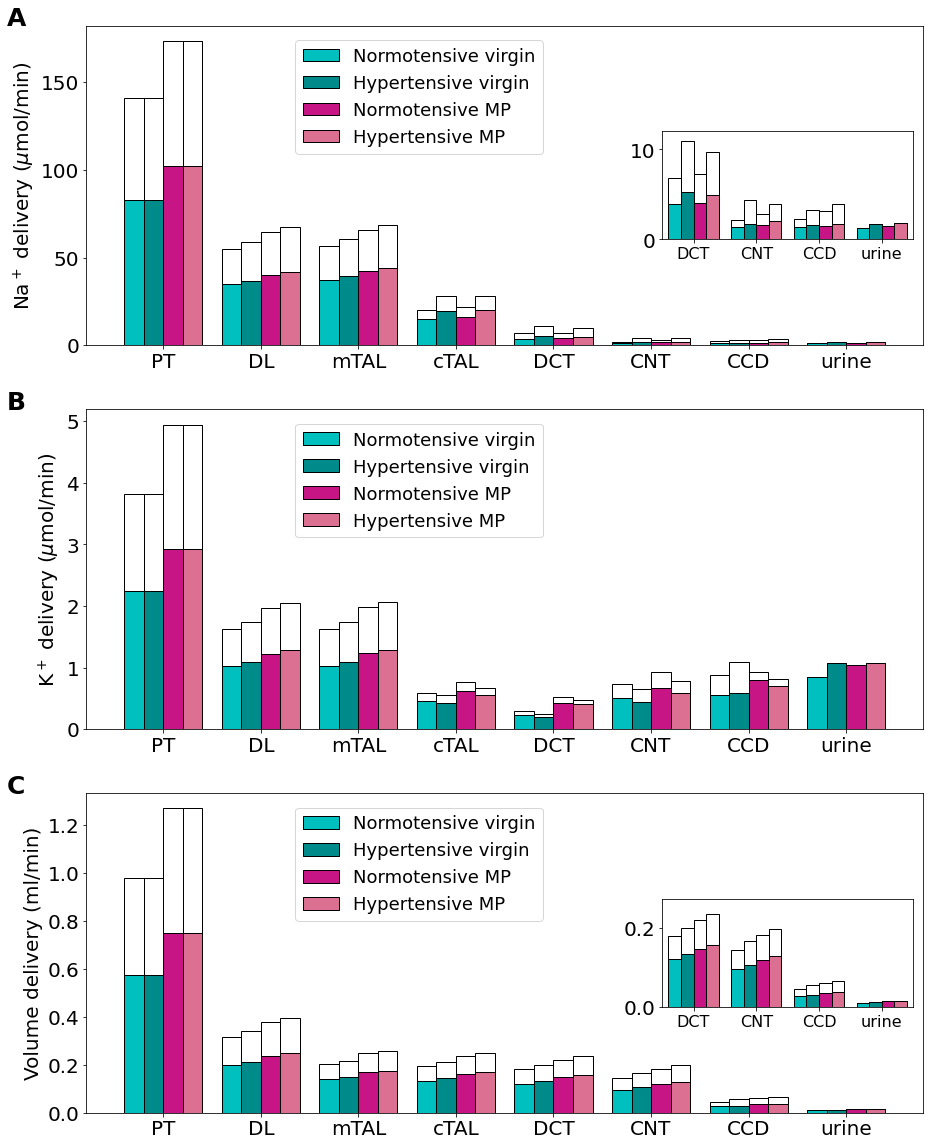 A
Na+ delivery (μmol/min)
150
100
50
0
Normotensive virgin
Hypertensive virgin
Normotensive MP
Hypertensive MP
10
0
DCT CNT CCD urine
PT DL mTAL cTAL DCT CNT CCD urine
B
K+ delivery (μmol/min)
5
4
3
2
1
0
Normotensive virgin
Hypertensive virgin
Normotensive MP
Hypertensive MP
PT DL mTAL cTAL DCT CNT CCD urine
C
Volume delivery (ml/min)
1.2
1.0
0.8
0.6
0.4
0.2
0.0
Normotensive virgin
Hypertensive virgin
Normotensive MP
Hypertensive MP
0.2
0.0
DCT CNT CCD urine
PT DL mTAL cTAL DCT CNT CCD urine